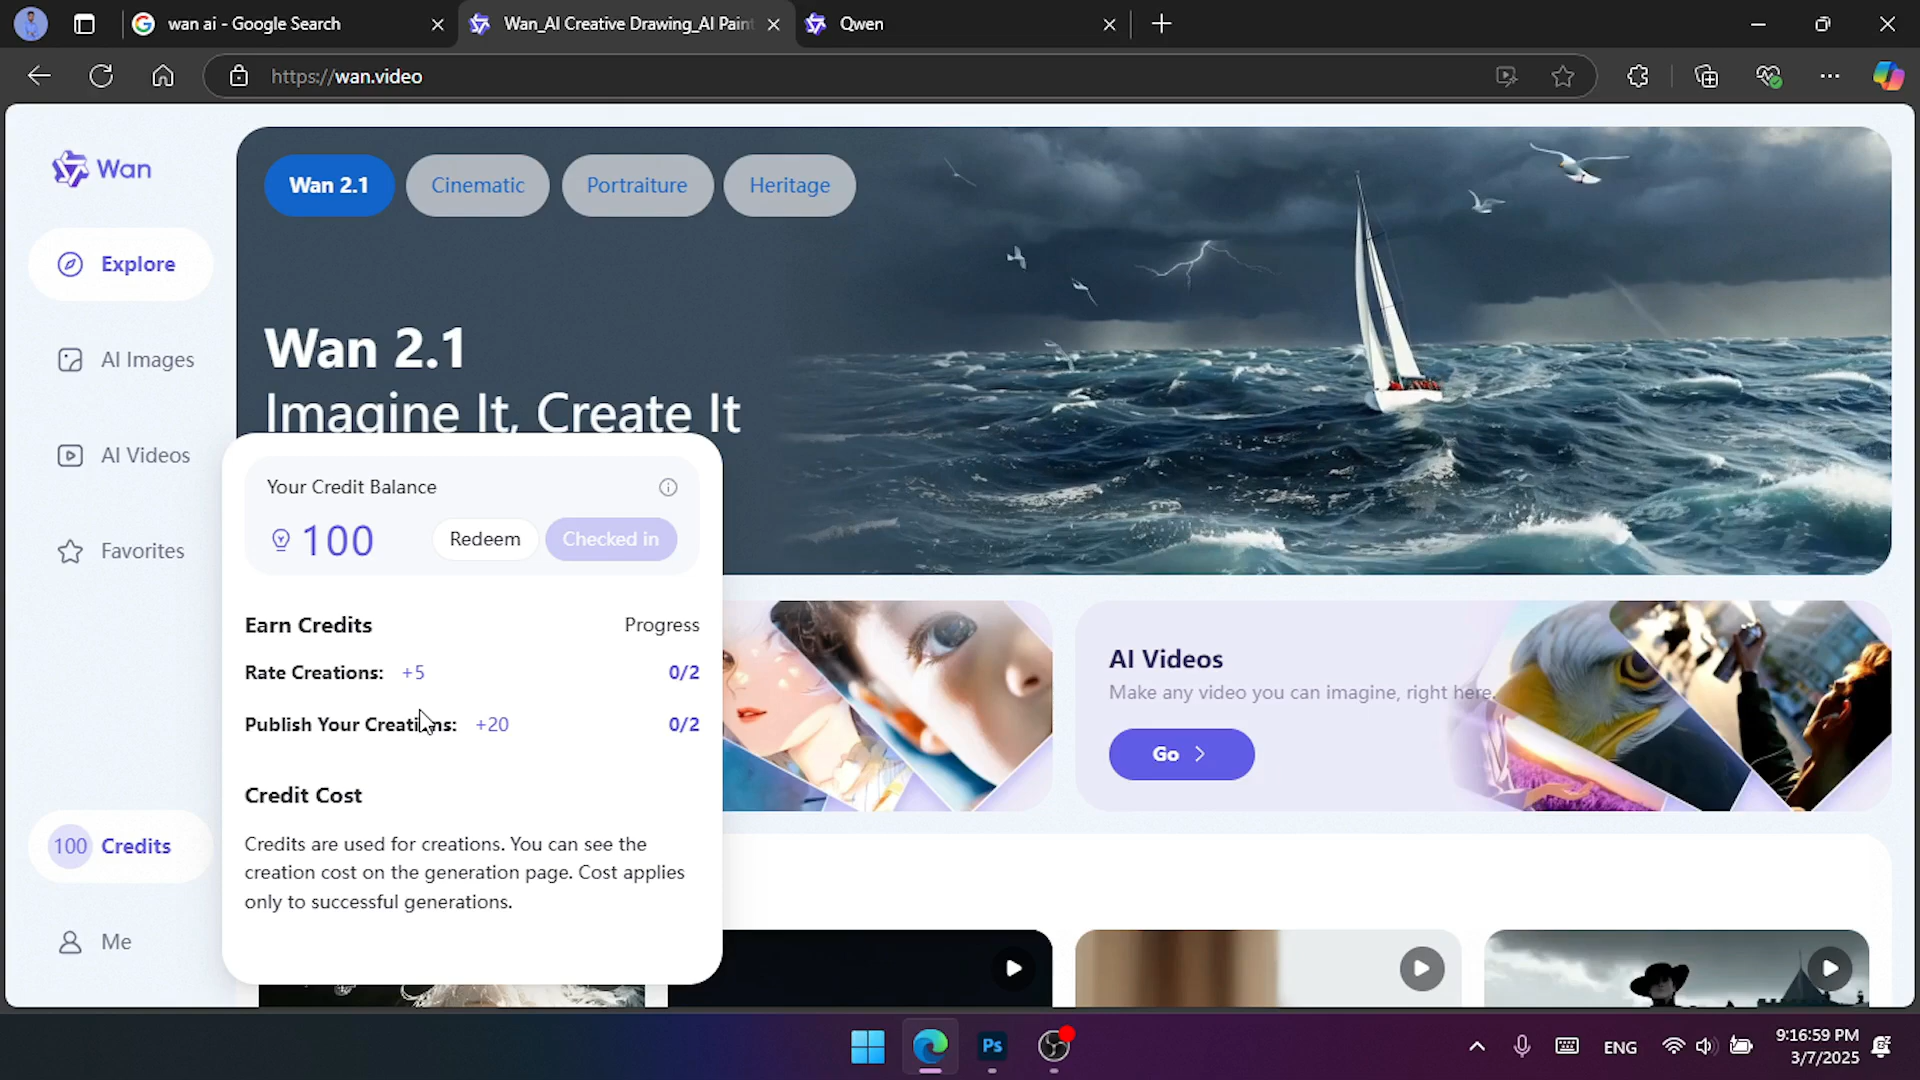 wan ai - Google Search
Wan_AI Creative Drawing_AI Pain
Qwen
https://wan.video
Wan
Explore
AI Images
AI Videos
Favorites
100 Credits
Me
Wan 2.1
Cinematic
Portraiture
Heritage
Wan 2.1
Imagine It, Create It
Your Credit Balance
100
Redeem
Checked in
Earn Credits
Progress
Rate Creations: +5
0/2
Publish Your Creations: +20
0/2
Credit Cost
Credits are used for creations. You can see the
creation cost on the generation page. Cost applies
only to successful generations.
AI Videos
Make any video you can imagine, right here.
Go
Ps
ENG
9:16:59 PM
3/7/2025